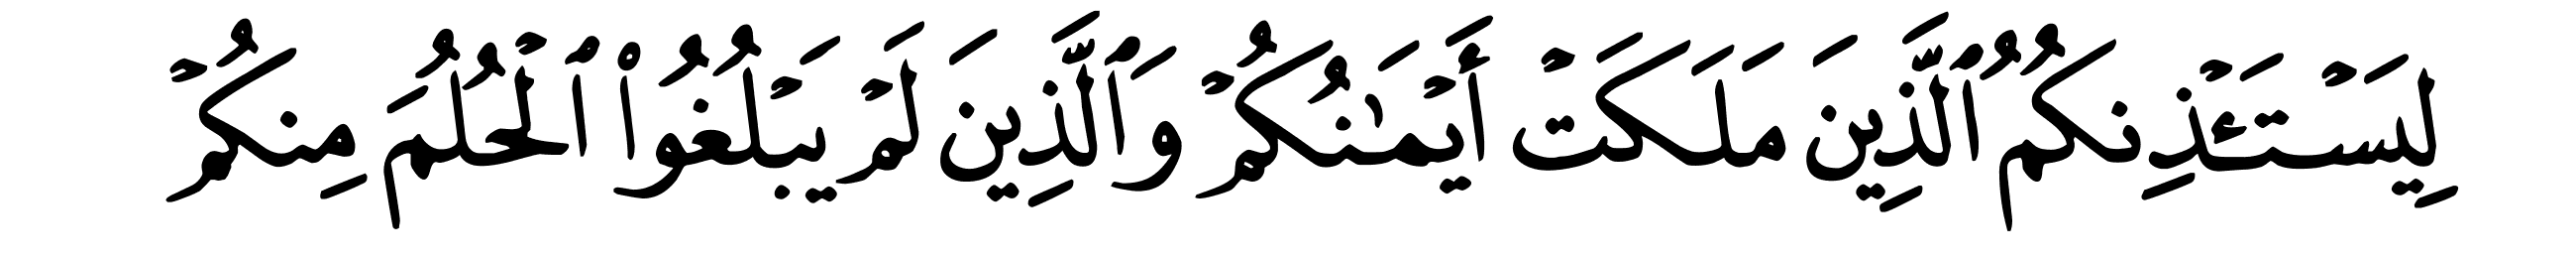 لِيَسْتَـْٔذِنكُمُ ٱلَّذِينَ مَلَكَتْ أَيْمَـٰنُكُمْ وَٱلَّذِينَ لَمْ يَبْلُغُوا۟ ٱلْحُلُمَ مِنكُمْ